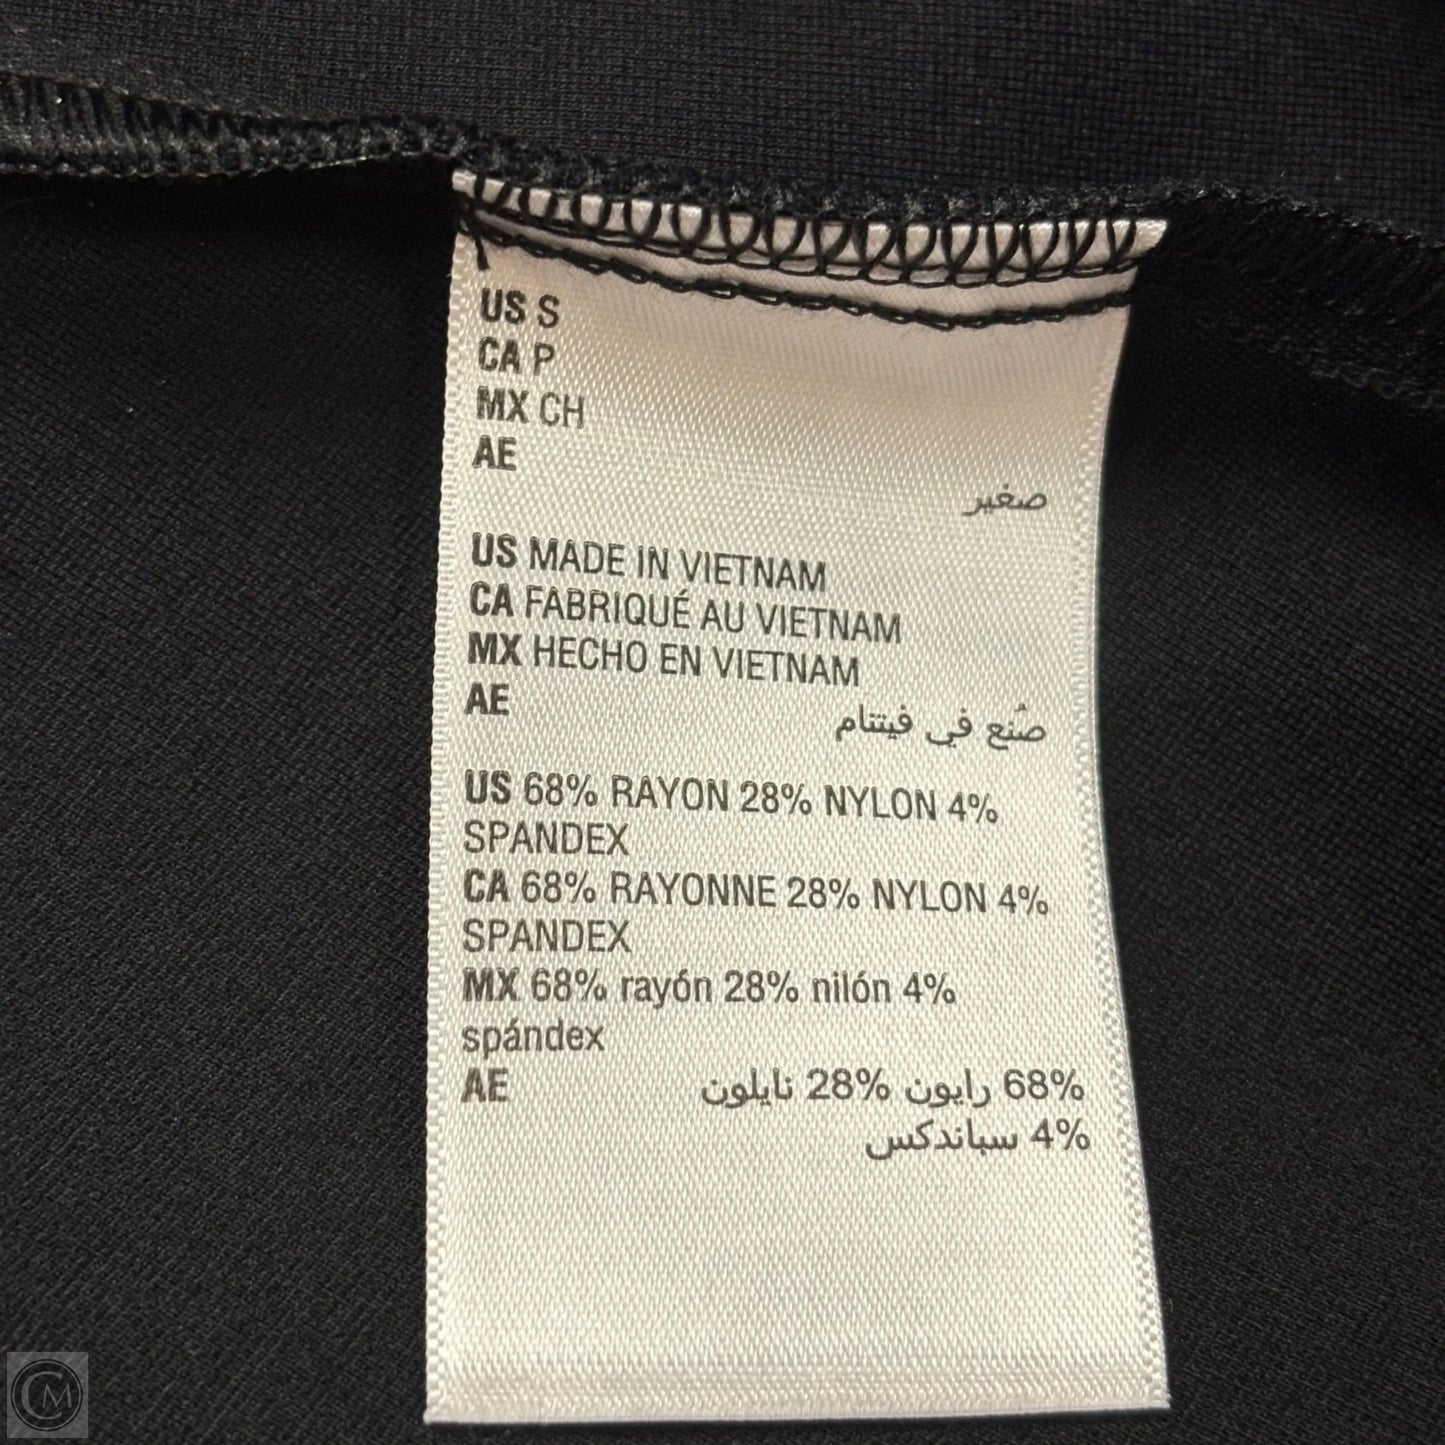 US S
CA P
MX CH
AE
صغير
US MADE IN VIETNAM
CA FABRIQUÉ AU VIETNAM
MX HECHO EN VIETNAM
AE
صُنع في فيتنام
US 68% RAYON 28% NYLON 4%
SPANDEX
CA 68% RAYONNE 28% NYLON 4%
SPANDEX
MX 68% rayón 28% nilón 4%
spándex
AE 68% رايون 28% نايلون
4% سباندكس
CM